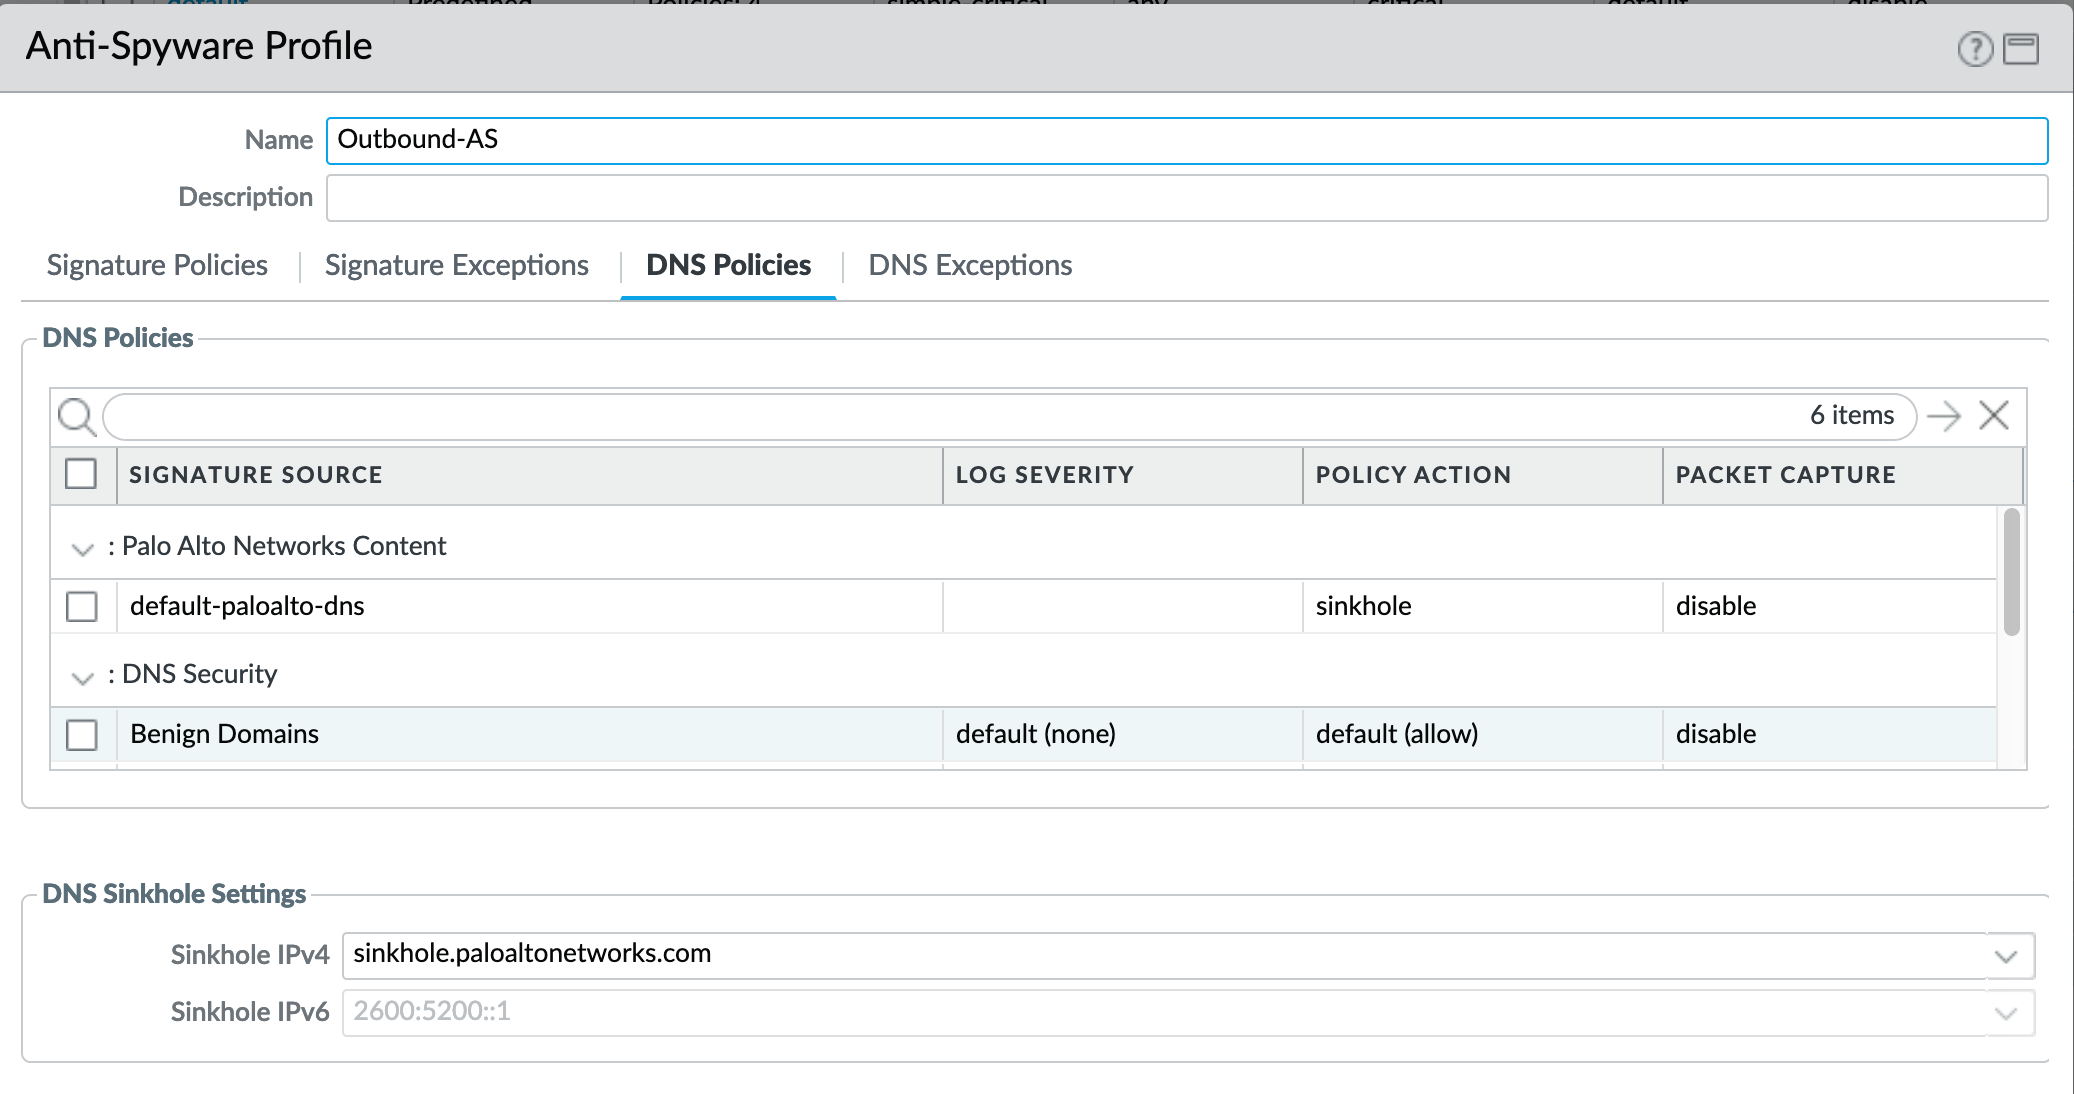 Anti-Spyware Profile
Name Outbound-AS
Description
Signature Policies Signature Exceptions DNS Policies DNS Exceptions
DNS Policies
6 items
SIGNATURE SOURCE LOG SEVERITY POLICY ACTION PACKET CAPTURE
: Palo Alto Networks Content
default-paloalto-dns sinkhole disable
: DNS Security
Benign Domains default (none) default (allow) disable
DNS Sinkhole Settings
Sinkhole IPv4 sinkhole.paloaltonetworks.com
Sinkhole IPv6 2600:5200::1